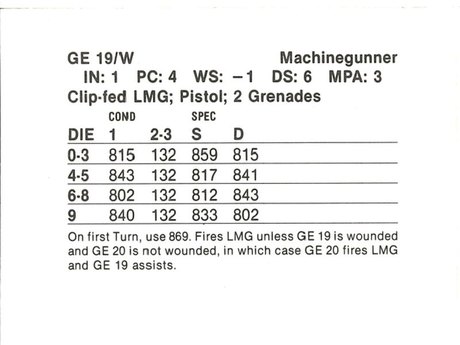 GE 19/W Machinegunner
IN: 1 PC: 4 WS: –1 DS: 6 MPA: 3
Clip-fed LMG; Pistol; 2 Grenades
COND SPEC
DIE 1 2-3 S D
0-3 815 132 859 815
4-5 843 132 817 841
6-8 802 132 812 843
9 840 132 833 802
On first Turn, use 869. Fires LMG unless GE 19 is wounded
and GE 20 is not wounded, in which case GE 20 fires LMG
and GE 19 assists.